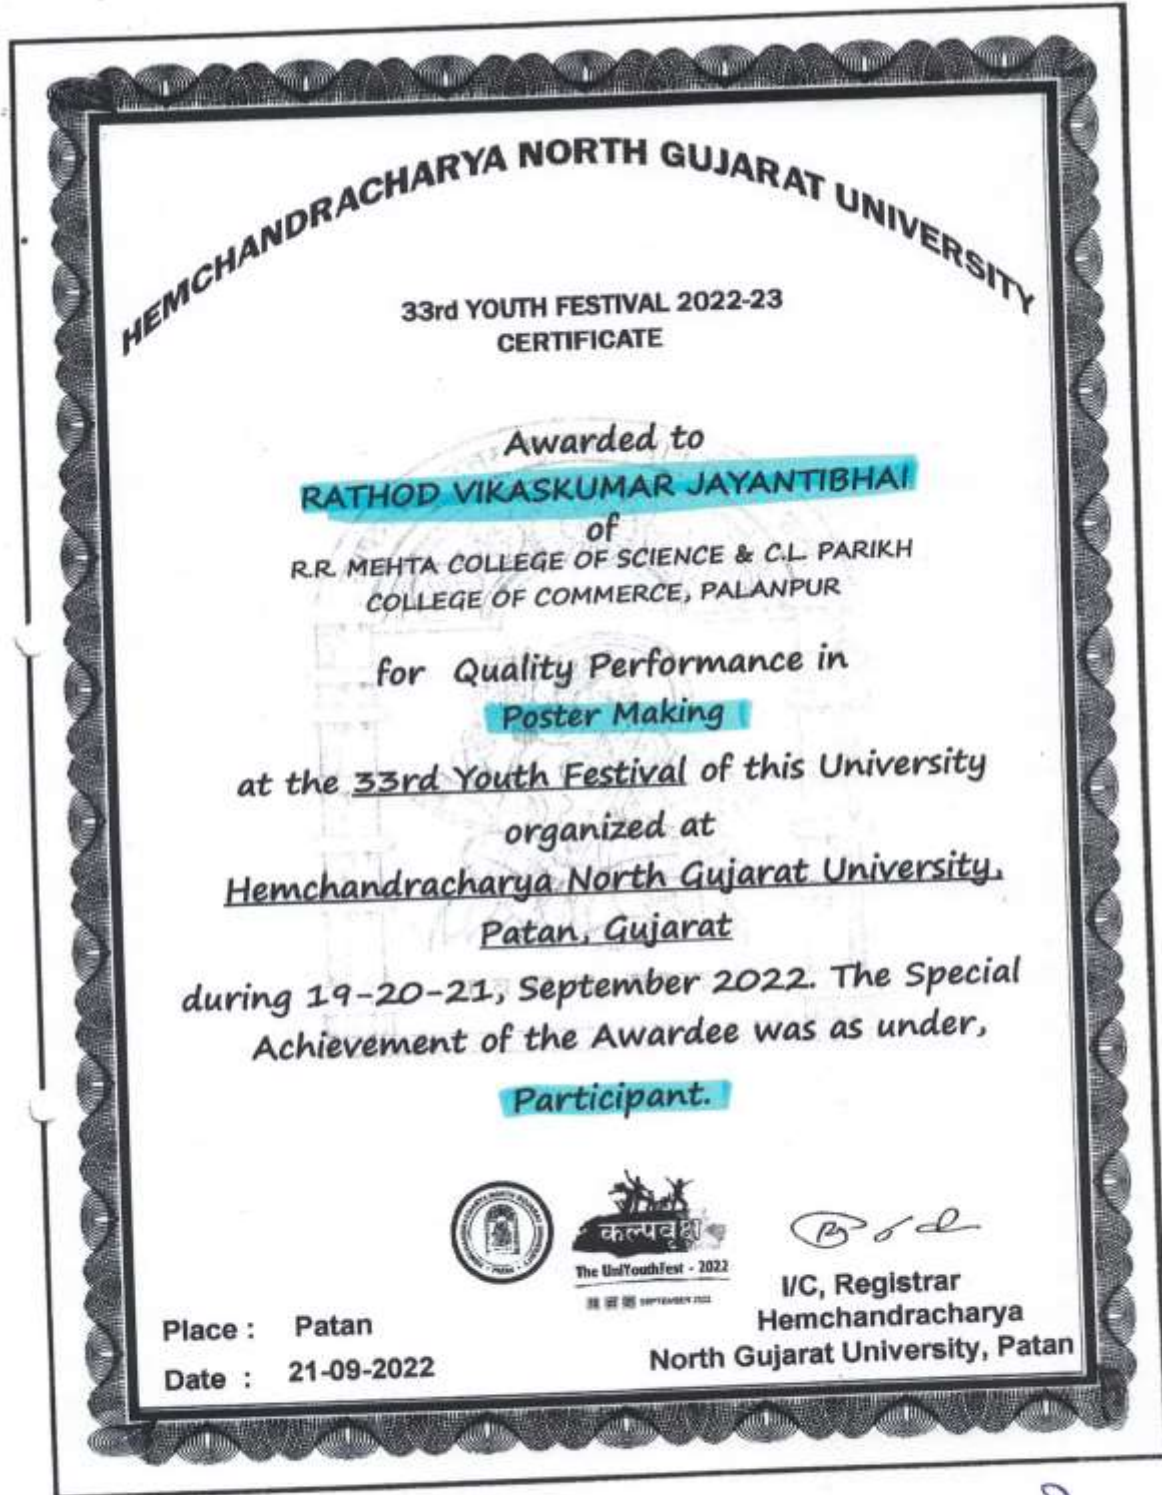 HEMCHANDRACHARYA NORTH GUJARAT UNIVERSITY
33rd YOUTH FESTIVAL 2022-23
CERTIFICATE
Awarded to
RATHOD VIKASKUMAR JAYANTIBHAI
of
R.R. MEHTA COLLEGE OF SCIENCE & C.L. PARIKH
COLLEGE OF COMMERCE, PALANPUR
for Quality Performance in
Poster Making
at the 33rd Youth Festival of this University
organized at
Hemchandracharya North Gujarat University,
Patan, Gujarat
during 19-20-21, September 2022. The Special
Achievement of the Awardee was as under,
Participant.
कल्पवृक्ष
The UniYouthFest - 2022
SEPTEMBER 2022
I/C, Registrar
Hemchandracharya
North Gujarat University, Patan
Place : Patan
Date : 21-09-2022